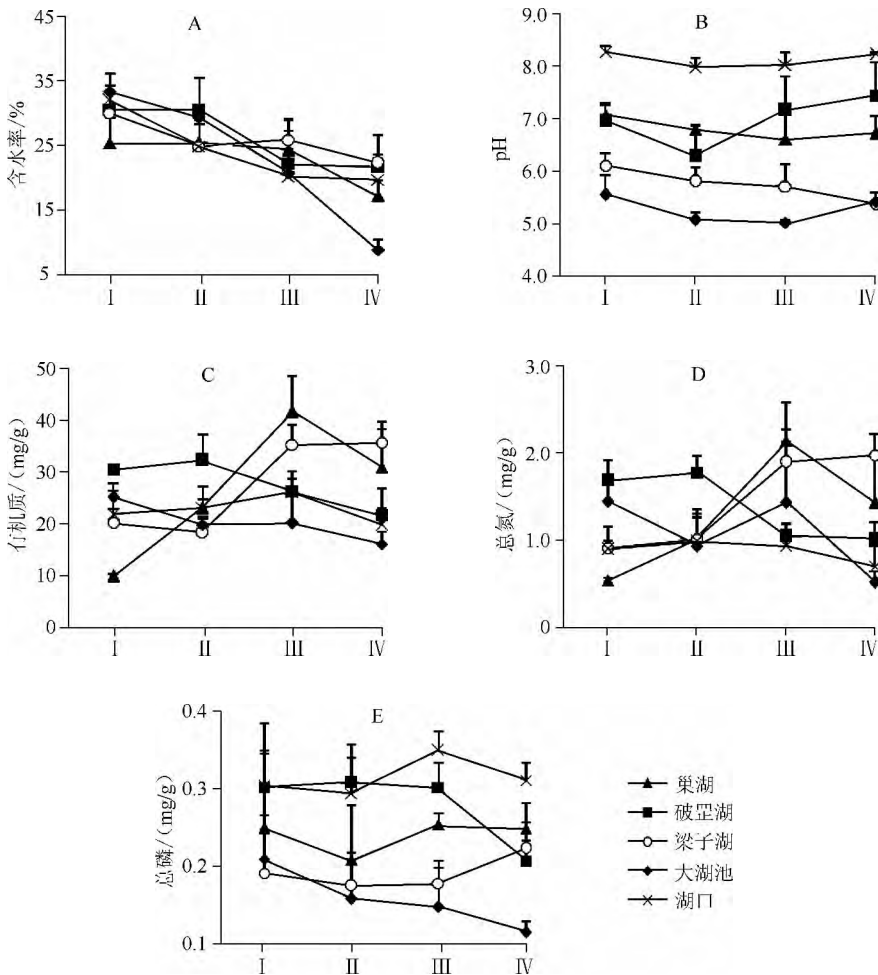 A
含水率/%
45
35
25
15
5
I
II
III
IV
B
pH
9.0
8.0
7.0
6.0
5.0
4.0
I
II
III
IV
C
有机质/(mg/g)
50
40
30
20
10
0
I
II
III
IV
D
总氮/(mg/g)
3.0
2.0
1.0
0
I
II
III
IV
E
总磷/(mg/g)
0.4
0.3
0.2
0.1
I
II
III
IV
巢湖
破罡湖
梁子湖
大湖池
湖口